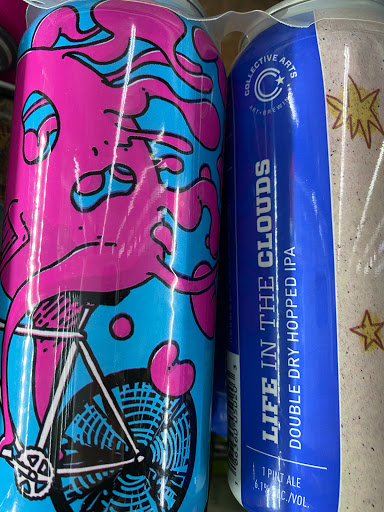 COLLECTIVE ARTS
LIFE IN THE CLOUDS
DOUBLE DRY HOPPED IPA
1 PINT ALE